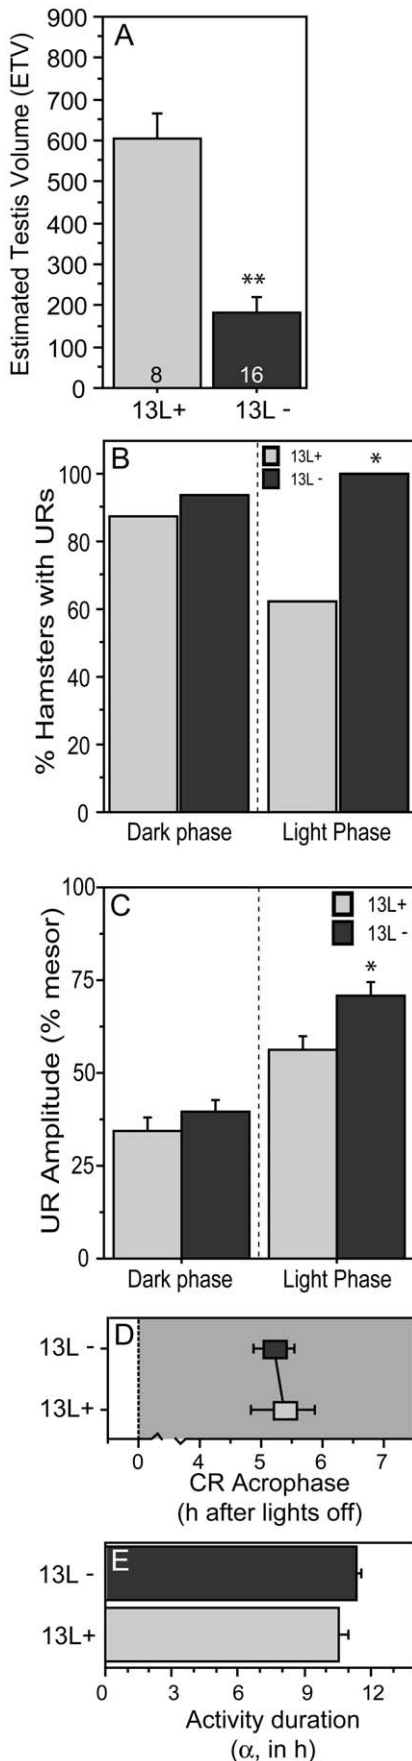 A
Estimated Testis Volume (ETV)
900
800
700
600
500
400
300
200
100
0
**
8
16
13L+
13L -
B
% Hamsters with URs
100
80
60
40
20
0
13L+
13L -
*
Dark phase
Light Phase
C
UR Amplitude (% mesor)
100
75
50
25
0
13L+
13L -
*
Dark phase
Light Phase
D
13L -
13L+
0 4 5 6 7
CR Acrophase
(h after lights off)
E
13L -
13L+
0 3 6 9 12
Activity duration
(α, in h)